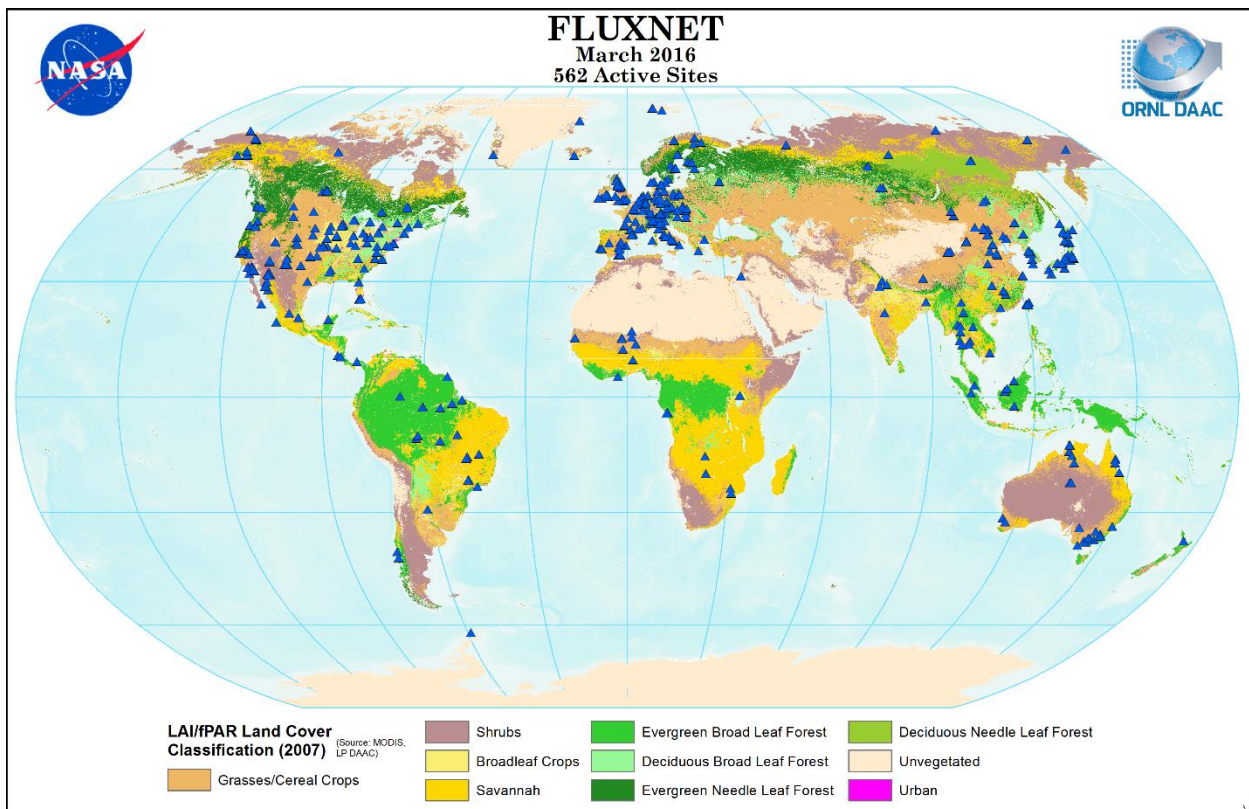 FLUXNET
March 2016
562 Active Sites
NASA
ORNL DAAC
LAI/fPAR Land Cover
Classification (2007)
(Source: MODIS,
LP DAAC)
Grasses/Cereal Crops
Shrubs
Broadleaf Crops
Savannah
Evergreen Broad Leaf Forest
Deciduous Broad Leaf Forest
Evergreen Needle Leaf Forest
Deciduous Needle Leaf Forest
Unvegetated
Urban